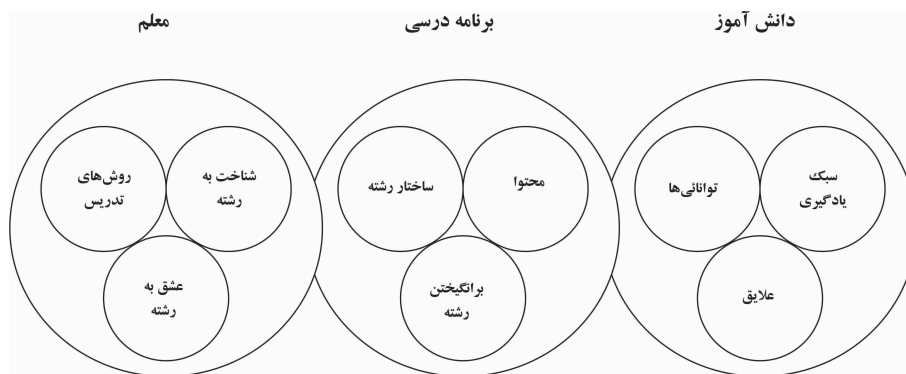 دانش آموز
برنامه درسی
معلم
سبک
یادگیری
توانائی‌ها
علایق
محتوا
ساختار رشته
برانگیختن
رشته
شناخت به
رشته
روش‌های
تدریس
عشق به
رشته